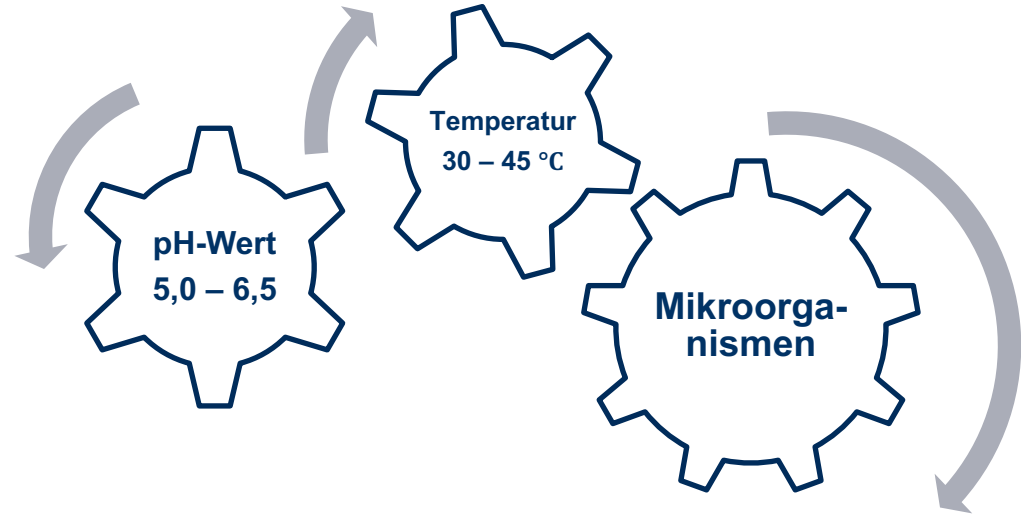 pH-Wert
5,0 – 6,5
Temperatur
30 – 45 °C
Mikroorga-
nismen